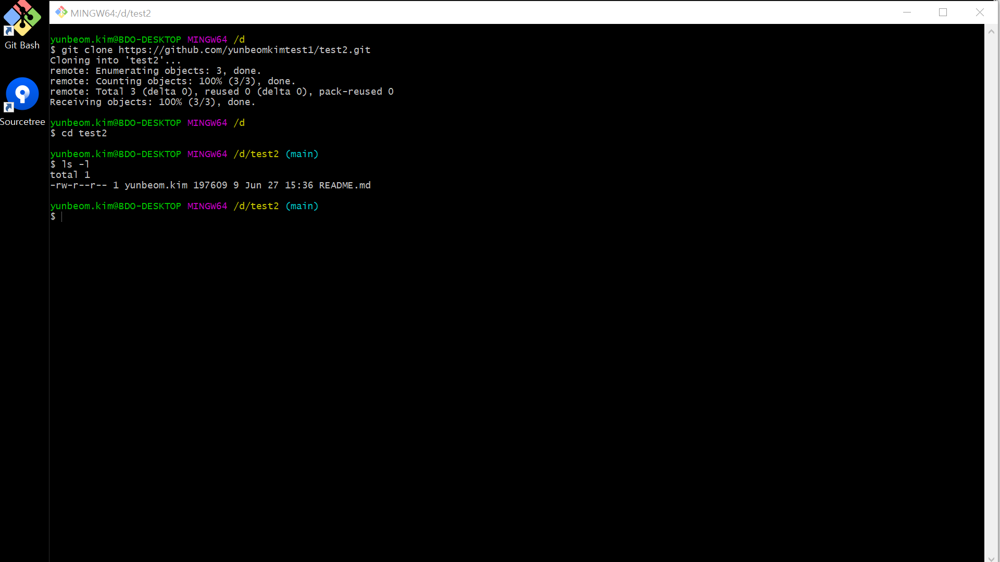 Git Bash
Sourcetree
MINGW64:/d/test2
yunbeom.kim@BDO-DESKTOP MINGW64 /d
$ git clone https://github.com/yunbeomkimtest1/test2.git
Cloning into 'test2'...
remote: Enumerating objects: 3, done.
remote: Counting objects: 100% (3/3), done.
remote: Total 3 (delta 0), reused 0 (delta 0), pack-reused 0
Receiving objects: 100% (3/3), done.
yunbeom.kim@BDO-DESKTOP MINGW64 /d
$ cd test2
yunbeom.kim@BDO-DESKTOP MINGW64 /d/test2 (main)
$ ls -l
total 1
-rw-r--r-- 1 yunbeom.kim 197609 9 Jun 27 15:36 README.md
yunbeom.kim@BDO-DESKTOP MINGW64 /d/test2 (main)
$